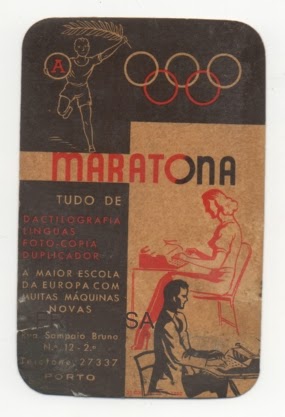 A
MARATONA
TUDO DE
DACTILOGRAFIA
LINGUAS
FOTO-COPIA
DUPLICADOR
A MAIOR ESCOLA
DA EUROPA COM
MUITAS MÁQUINAS
NOVAS
SA
Rua Sampaio Bruno
N.º 12-2.º
Telefone, 27337
PORTO